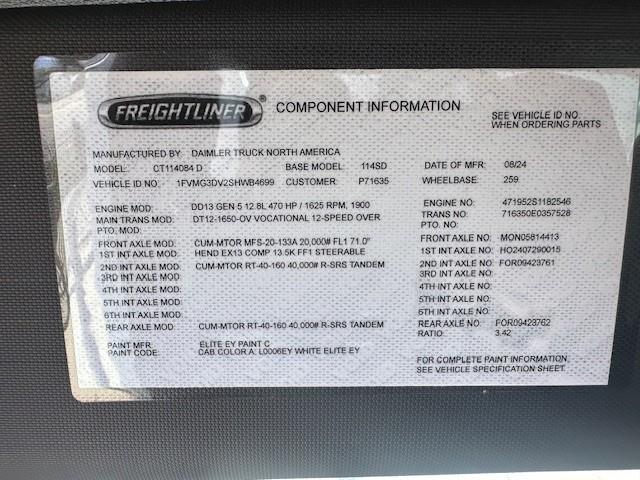 FREIGHTLINER® COMPONENT INFORMATION
SEE VEHICLE ID NO.
WHEN ORDERING PARTS
MANUFACTURED BY: DAIMLER TRUCK NORTH AMERICA
MODEL: CT114084 D BASE MODEL: 114SD DATE OF MFR: 08/24
VEHICLE ID NO: 1FVMG3DV2SHWB4699 CUSTOMER P71635 WHEELBASE: 259
ENGINE MOD: DD13 GEN 5 12.8L 470 HP / 1625 RPM, 1900 ENGINE NO: 471952S1182546
MAIN TRANS MOD: DT12-1650-OV VOCATIONAL 12-SPEED OVER TRANS NO: 716350E0357528
PTO. MOD: PTO. NO:
FRONT AXLE MOD: CUM-MTOR MFS-20-133A 20,000# FL1 71.0" FRONT AXLE NO: MON05814413
1ST INT AXLE MOD: HEND EX13 COMP 13.5K FF1 STEERABLE 1ST INT AXLE NO: HO2407290015
2ND INT AXLE MOD: CUM-MTOR RT-40-160 40,000# R-SRS TANDEM 2ND INT AXLE NO: FOR09423761
3RD INT AXLE MOD: 3RD INT AXLE NO:
4TH INT AXLE MOD: 4TH INT AXLE NO:
5TH INT AXLE MOD: 5TH INT AXLE NO:
6TH INT AXLE MOD: 6TH INT AXLE NO:
REAR AXLE MOD: CUM-MTOR RT-40-160 40,000# R-SRS TANDEM REAR AXLE NO: FOR09423762
RATIO: 3.42
PAINT MFR: ELITE EY PAINT C
PAINT CODE: CAB COLOR A: L0006EY WHITE ELITE EY
FOR COMPLETE PAINT INFORMATION,
SEE VEHICLE SPECIFICATION SHEET.